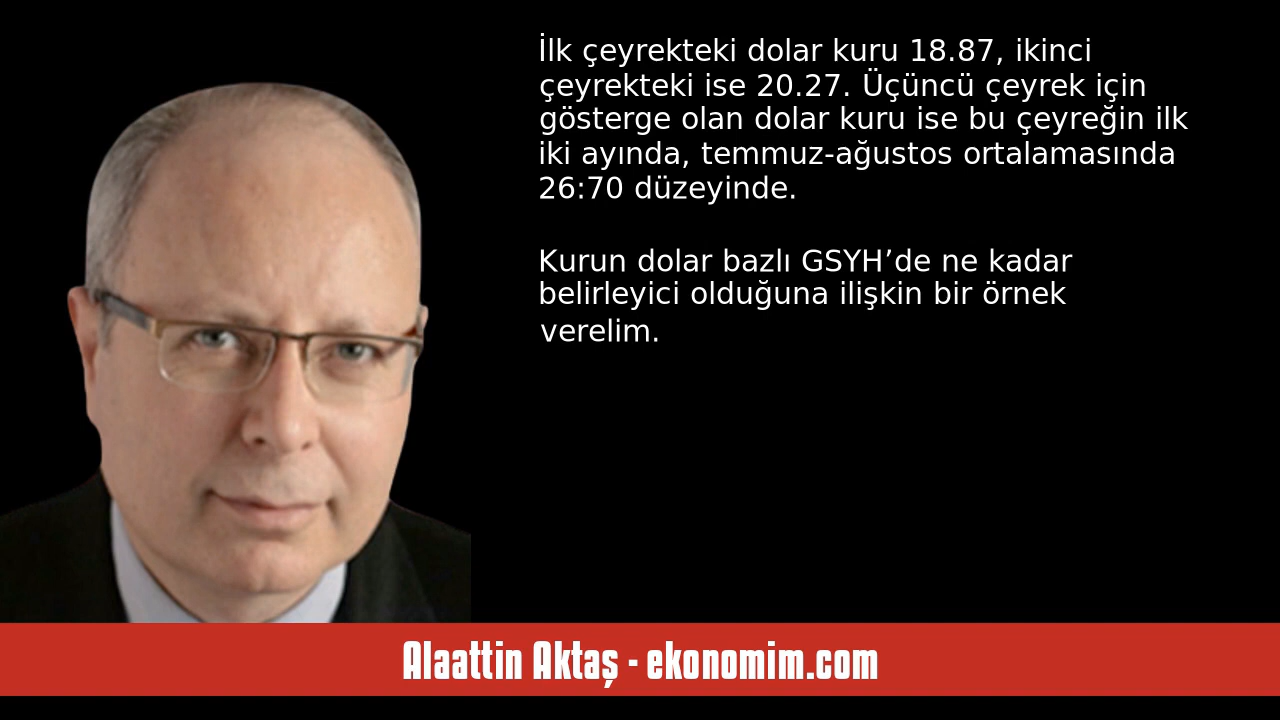 İlk çeyrekteki dolar kuru 18.87, ikinci
çeyrekteki ise 20.27. Üçüncü çeyrek için
gösterge olan dolar kuru ise bu çeyreğin ilk
iki ayında, temmuz-ağustos ortalamasında
26:70 düzeyinde.
Kurun dolar bazlı GSYH’de ne kadar
belirleyici olduğuna ilişkin bir örnek
verelim.
Alaattin Aktaş - ekonomim.com